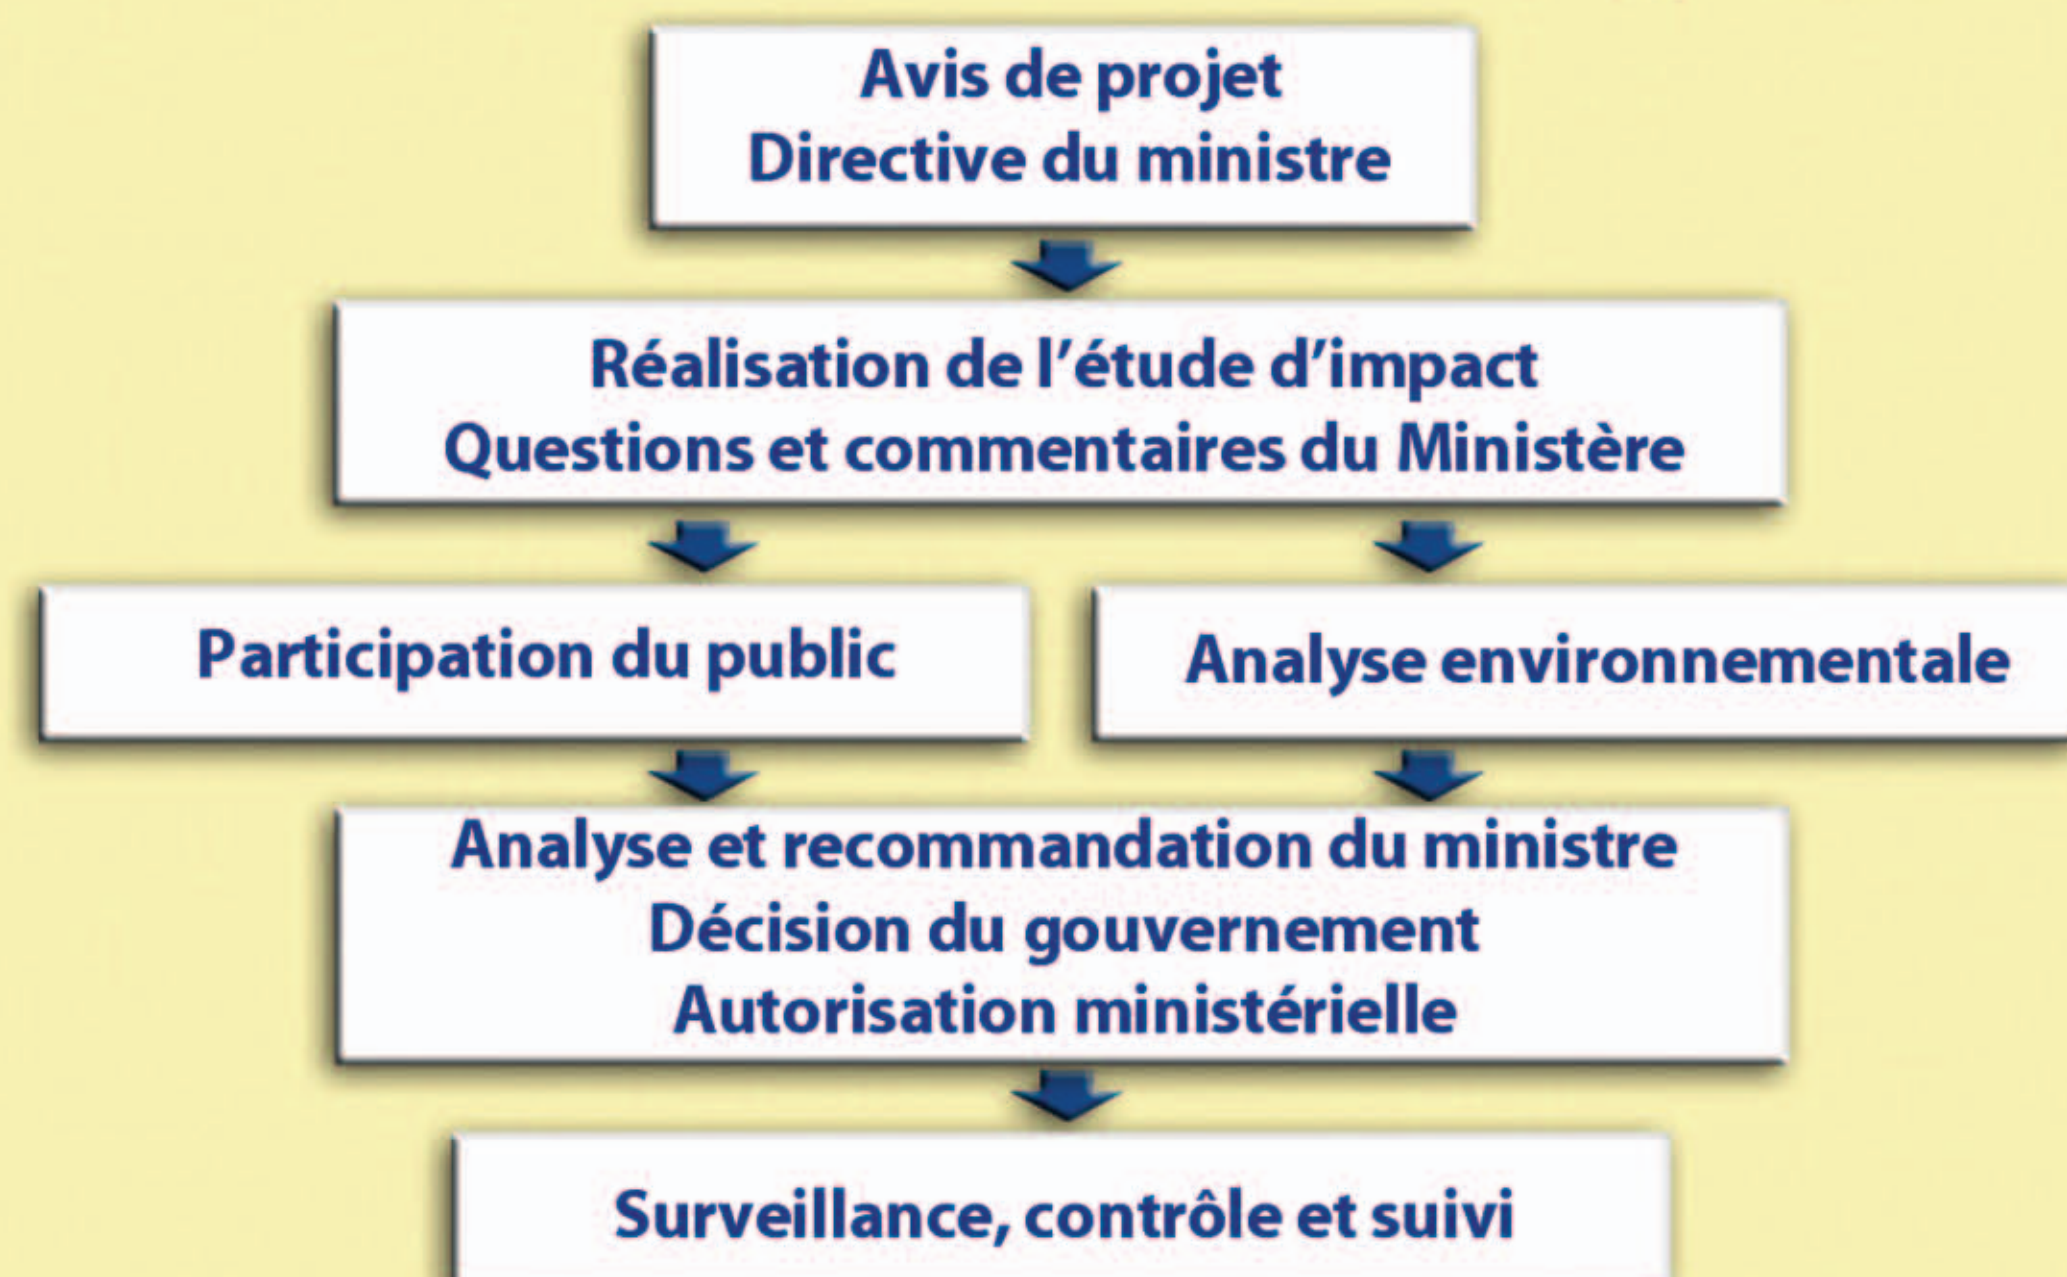 Avis de projet
Directive du ministre
Réalisation de l’étude d’impact
Questions et commentaires du Ministère
Participation du public
Analyse environnementale
Analyse et recommandation du ministre
Décision du gouvernement
Autorisation ministérielle
Surveillance, contrôle et suivi